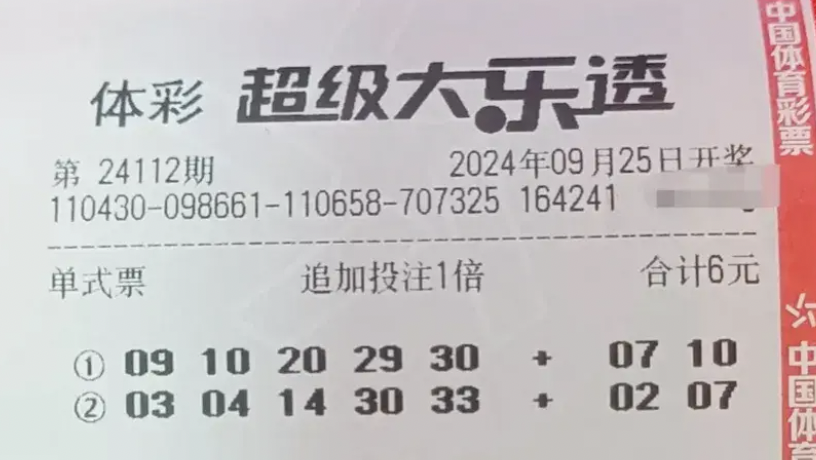 体彩 超级大乐透
第 24112期 2024年09月25日开奖
110430-098661-110658-707325 164241
单式票 追加投注1倍 合计6元
① 09 10 20 29 30 + 07 10
② 03 04 14 30 33 + 02 07
中国体育彩票
中国体